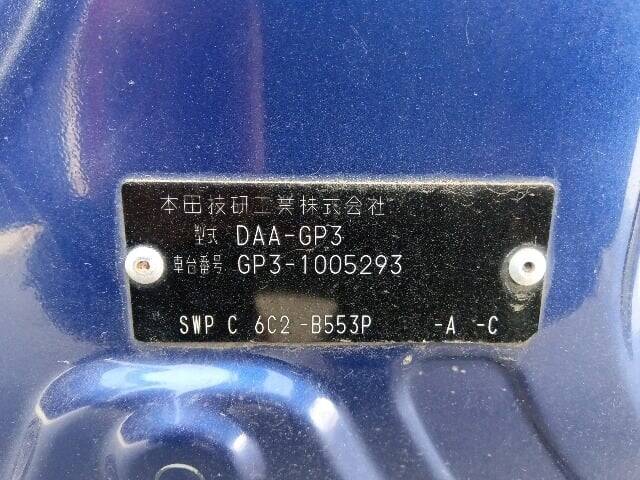 本田技研工業株式会社
型式 DAA-GP3
車台番号 GP3-1005293
SWP C 6C2 -B553P -A -C